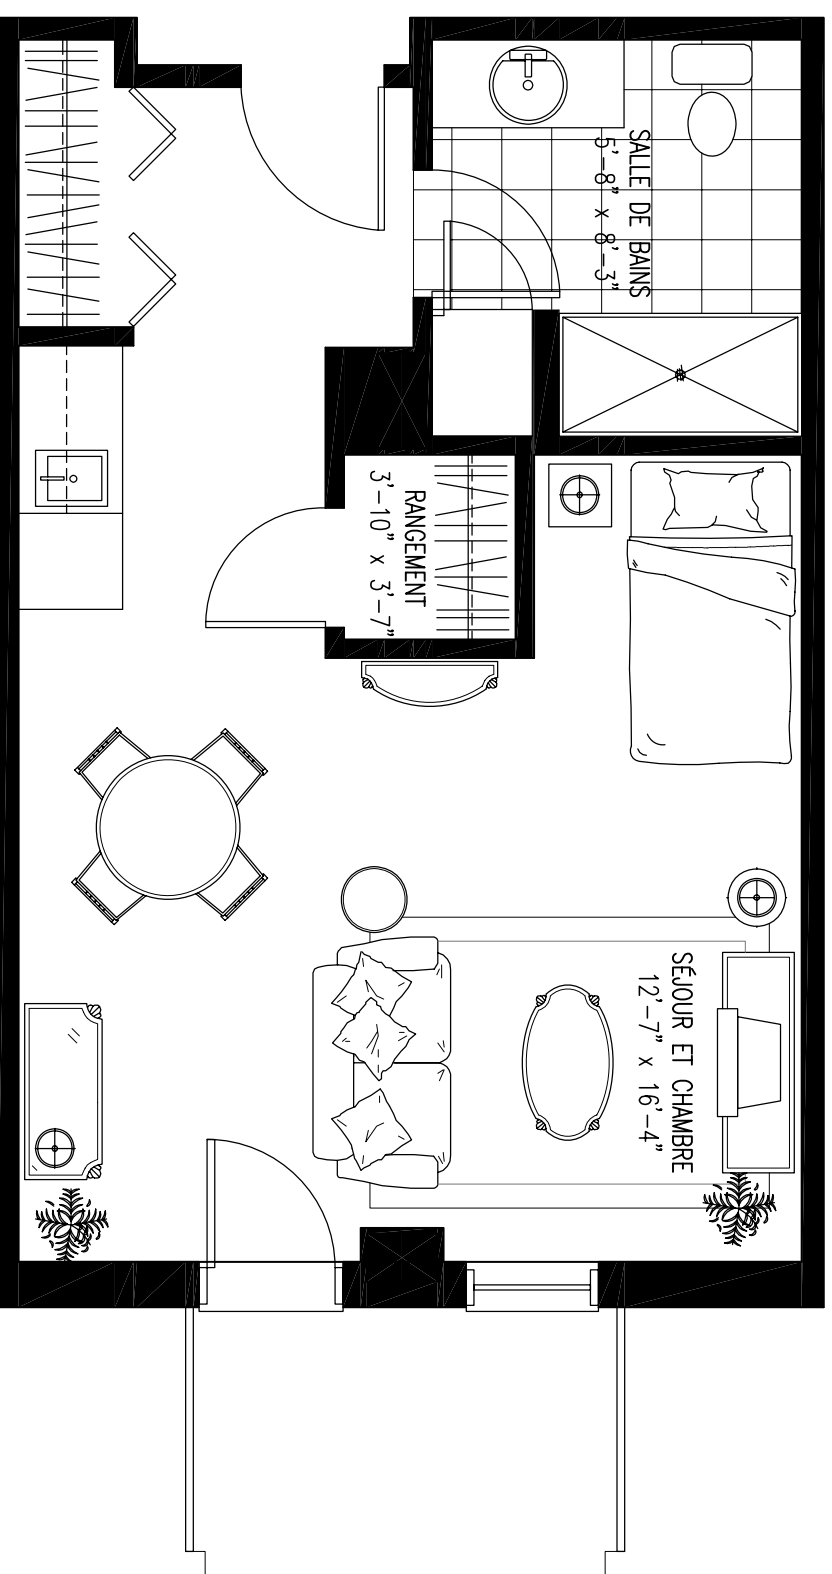 SALLE DE BAINS
5'-8" x 8'-3"
RANGEMENT
3'-10" x 3'-7"
SÉJOUR ET CHAMBRE
12'-7" x 16'-4"